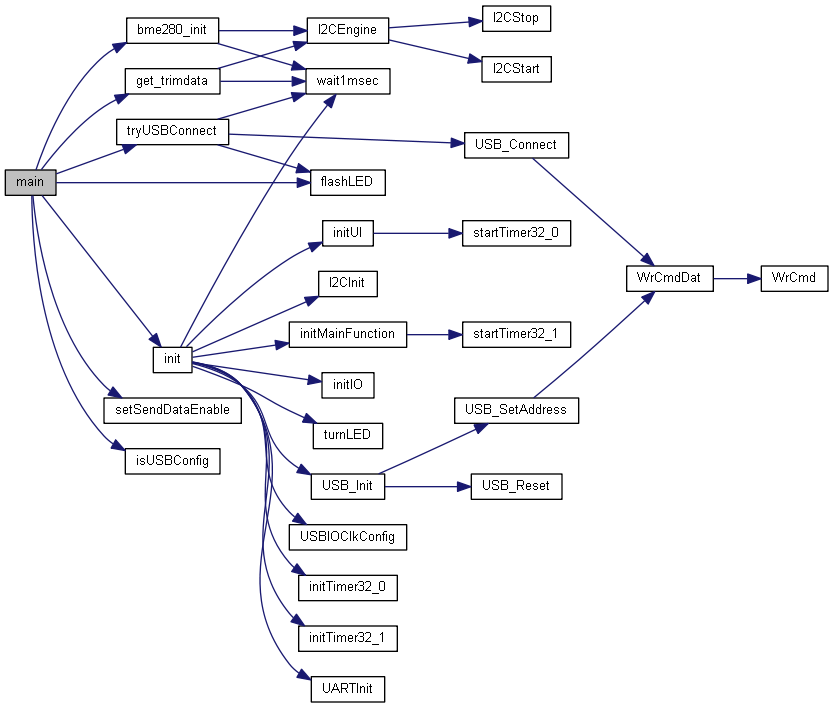 main
bme280_init
get_trimdata
tryUSBConnect
init
setSendDataEnable
isUSBConfig
I2CEngine
wait1msec
flashLED
initUI
I2CInit
initMainFunction
initIO
turnLED
USB_Init
USBIOClkConfig
initTimer32_0
initTimer32_1
UARTInit
I2CStop
I2CStart
USB_Connect
startTimer32_0
startTimer32_1
USB_SetAddress
USB_Reset
WrCmdDat
WrCmd